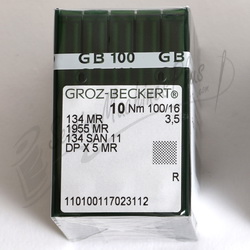 GB 100
GROZ-BECKERT®
10 Nm 100/16
134 MR 3,5
1955 MR
134 SAN 11
DP X 5 MR
R
110100117023112